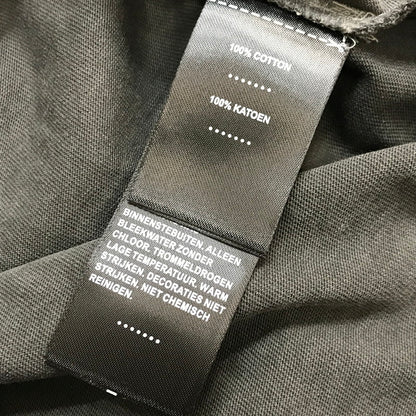 100% COTTON
100% KATOEN
BINNENSTEBUITEN. ALLEEN
BLEEKWATER ZONDER
CHLOOR. TROMMELDROGEN
LAGE TEMPERATUUR. WARM
STRIJKEN. DECORATIES NIET
STRIJKEN. NIET CHEMISCH
REINIGEN.